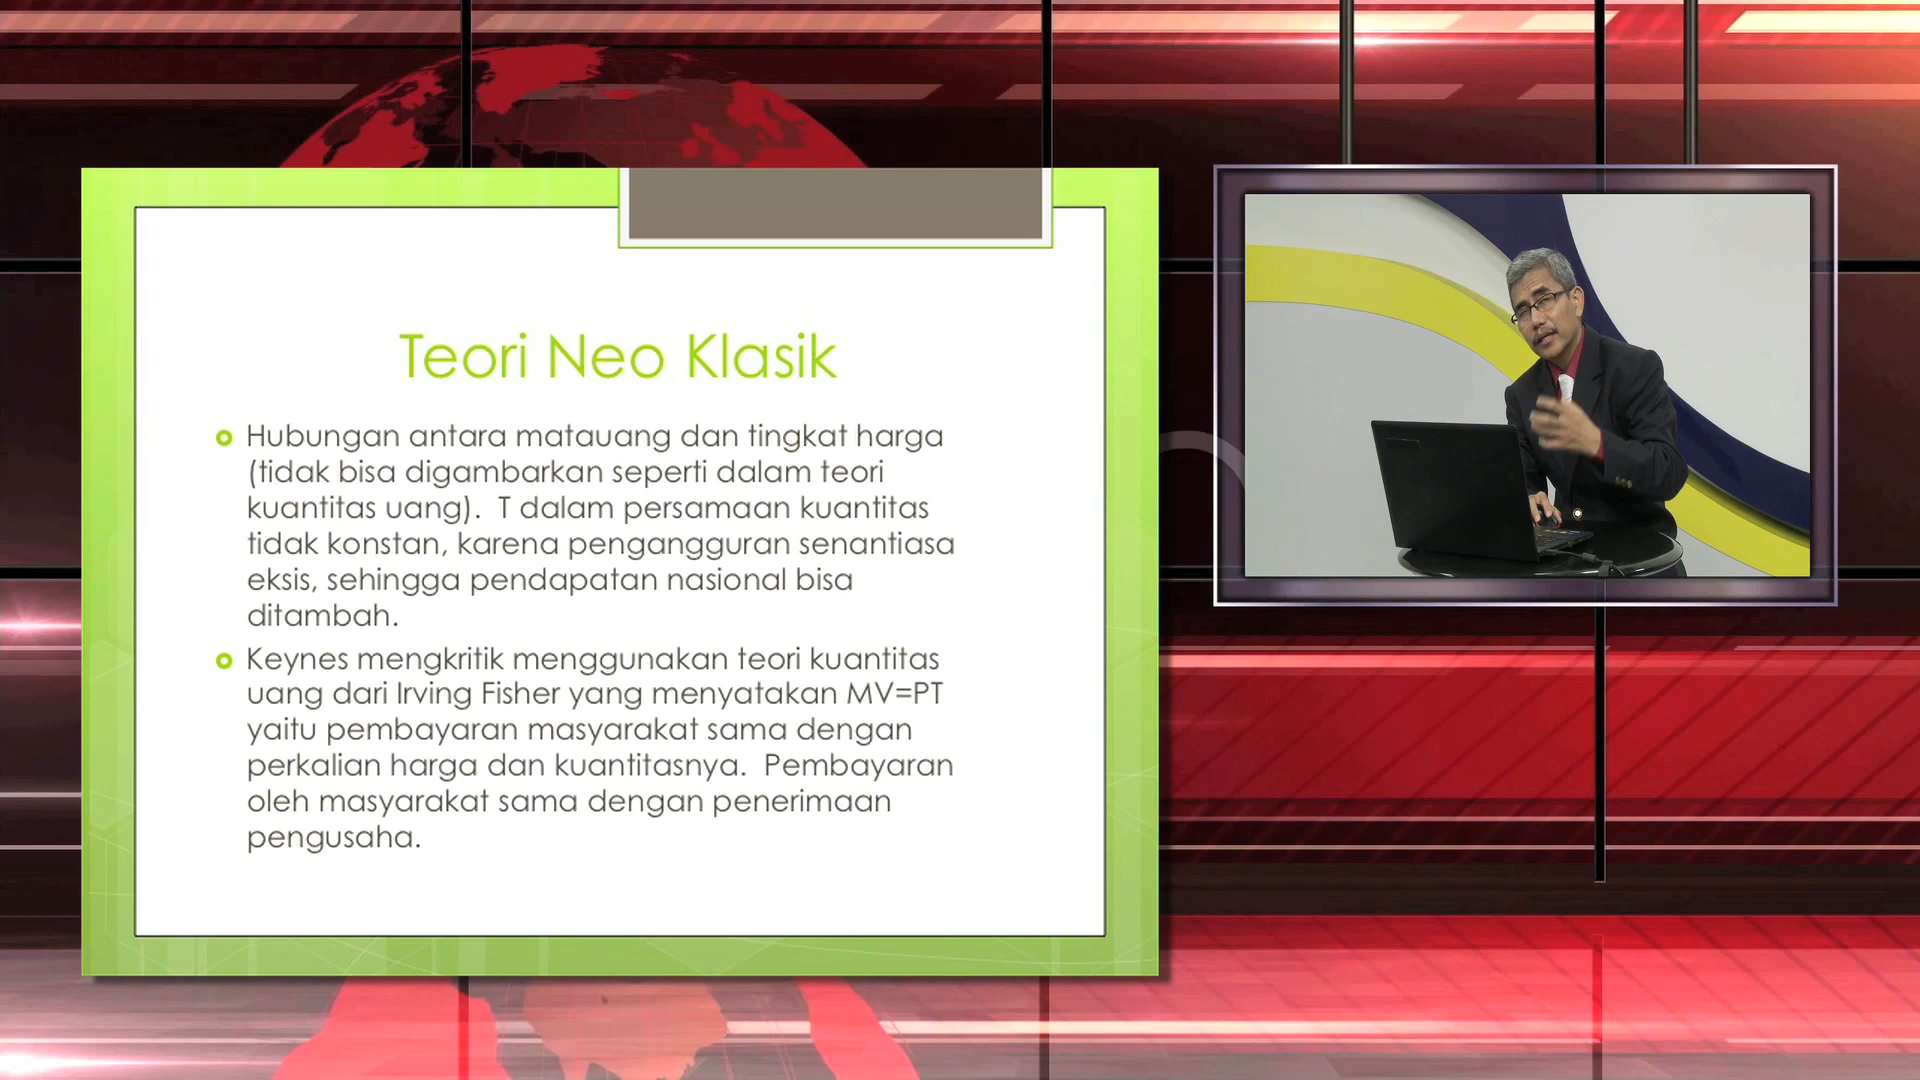 Teori Neo Klasik
Hubungan antara matauang dan tingkat harga
(tidak bisa digambarkan seperti dalam teori
kuantitas uang).  T dalam persamaan kuantitas
tidak konstan, karena pengangguran senantiasa
eksis, sehingga pendapatan nasional bisa
ditambah.
Keynes mengkritik menggunakan teori kuantitas
uang dari Irving Fisher yang menyatakan MV=PT
yaitu pembayaran masyarakat sama dengan
perkalian harga dan kuantitasnya.  Pembayaran
oleh masyarakat sama dengan penerimaan
pengusaha.